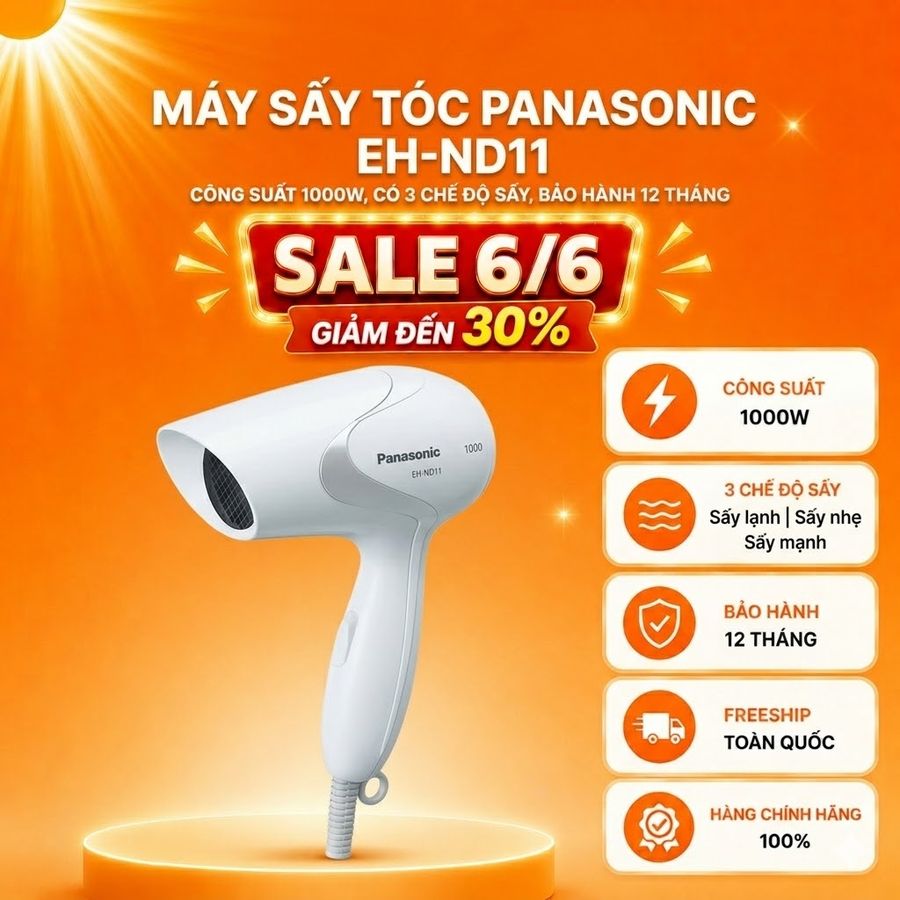 MÁY SẤY TÓC PANASONIC
EH-ND11
CÔNG SUẤT 1000W, CÓ 3 CHẾ ĐỘ SẤY, BẢO HÀNH 12 THÁNG
SALE 6/6
GIẢM ĐẾN 30%
Panasonic
1000
EH-ND11
CÔNG SUẤT
1000W
3 CHẾ ĐỘ SẤY
Sấy lạnh | Sấy nhẹ
Sấy mạnh
BẢO HÀNH
12 THÁNG
FREESHIP
TOÀN QUỐC
HÀNG CHÍNH HÃNG
100%